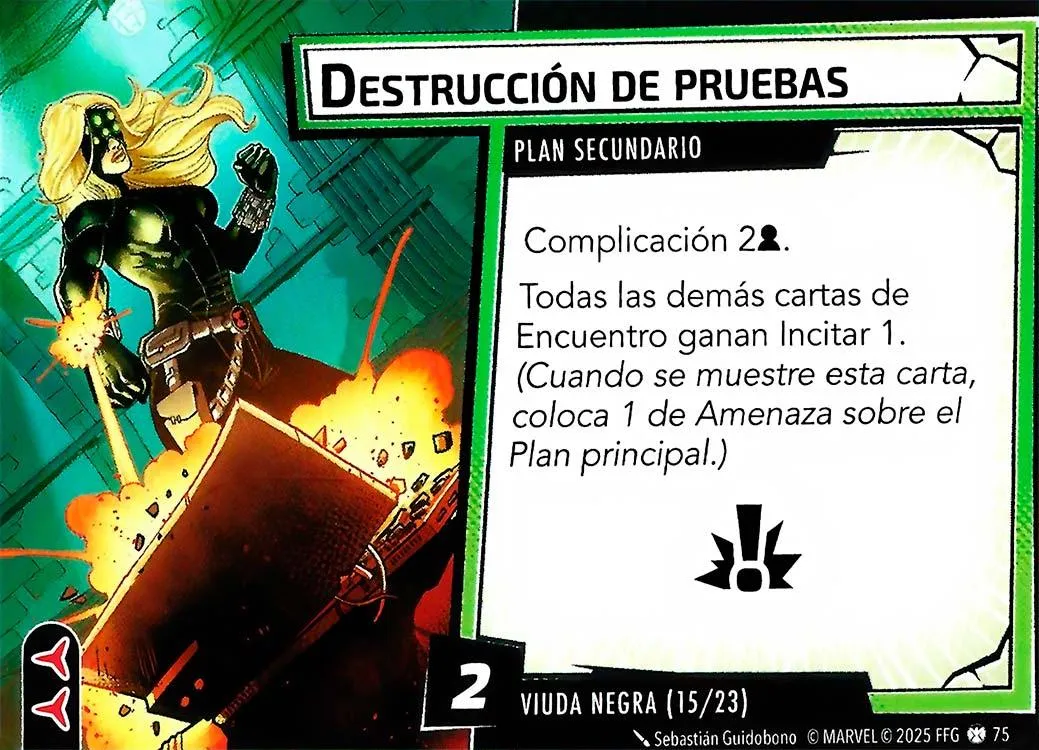 DESTRUCCIÓN DE PRUEBAS
PLAN SECUNDARIO
Complicación 2.
Todas las demás cartas de
Encuentro ganan Incitar 1.
(Cuando se muestre esta carta,
coloca 1 de Amenaza sobre el
Plan principal.)
2
VIUDA NEGRA (15/23)
Sebastián Guidobono © MARVEL © 2025 FFG 75